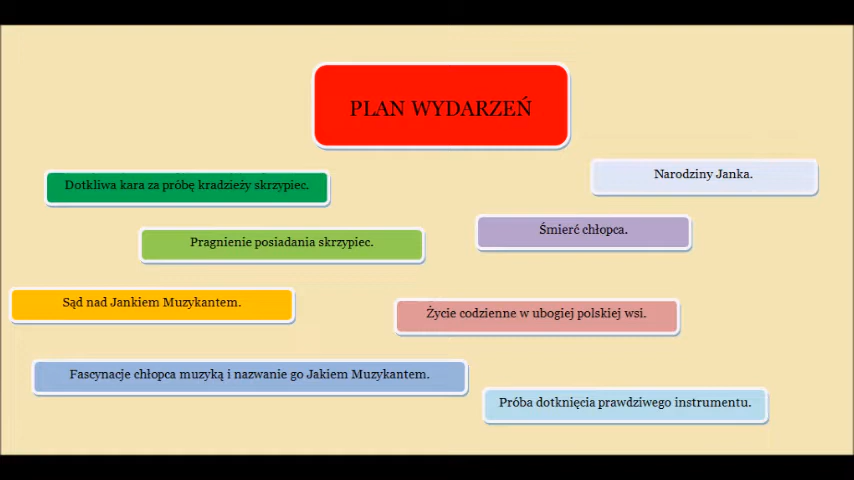 PLAN WYDARZEŃ
Narodziny Janka.
Dotkliwa kara za próbę kradzieży skrzypiec.
Śmierć chłopca.
Pragnienie posiadania skrzypiec.
Sąd nad Jankiem Muzykantem.
Życie codzienne w ubogiej polskiej wsi.
Fascynacje chłopca muzyką i nazwanie go Jakiem Muzykantem.
Próba dotknięcia prawdziwego instrumentu.